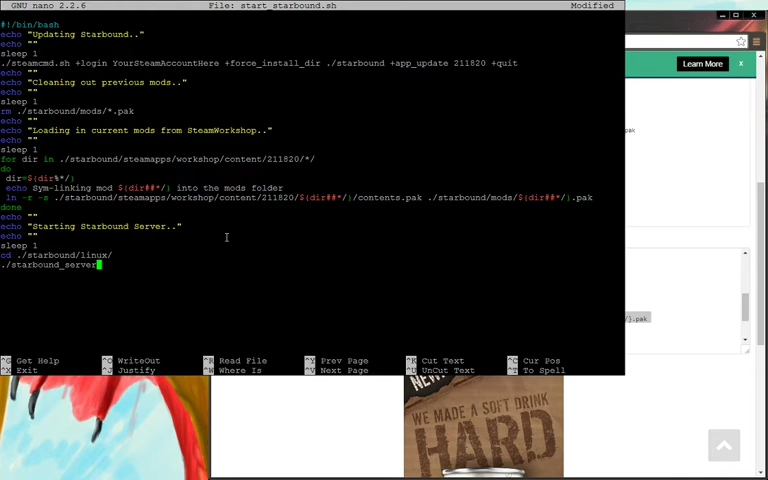 GNU nano 2.2.6 File: start_starbound.sh Modified
#!/bin/bash
echo "Updating Starbound.."
echo ""
sleep 1
./steamcmd.sh +login YourSteamAccountHere +force_install_dir ./starbound +app_update 211820 +quit
echo ""
echo "Cleaning out previous mods.."
echo ""
sleep 1
rm ./starbound/mods/*.pak
echo ""
echo "Loading in current mods from SteamWorkshop.."
echo ""
sleep 1
for dir in ./starbound/steamapps/workshop/content/211820/*/
do
dir=${dir%*/}
echo Sym-linking mod ${dir##*/} into the mods folder
ln -r -s ./starbound/steamapps/workshop/content/211820/${dir##*/}/contents.pak ./starbound/mods/${dir##*/}.pak
done
echo ""
echo "Starting Starbound Server.."
echo ""
sleep 1
cd ./starbound/linux/
./starbound_server
^G Get Help ^O WriteOut ^R Read File ^Y Prev Page ^K Cut Text ^C Cur Pos
^X Exit ^J Justify ^W Where Is ^V Next Page ^U UnCut Text ^T To Spell
Learn More x
pak
/}.pak
NEW
WE MADE A SOFT DRINK
HARD